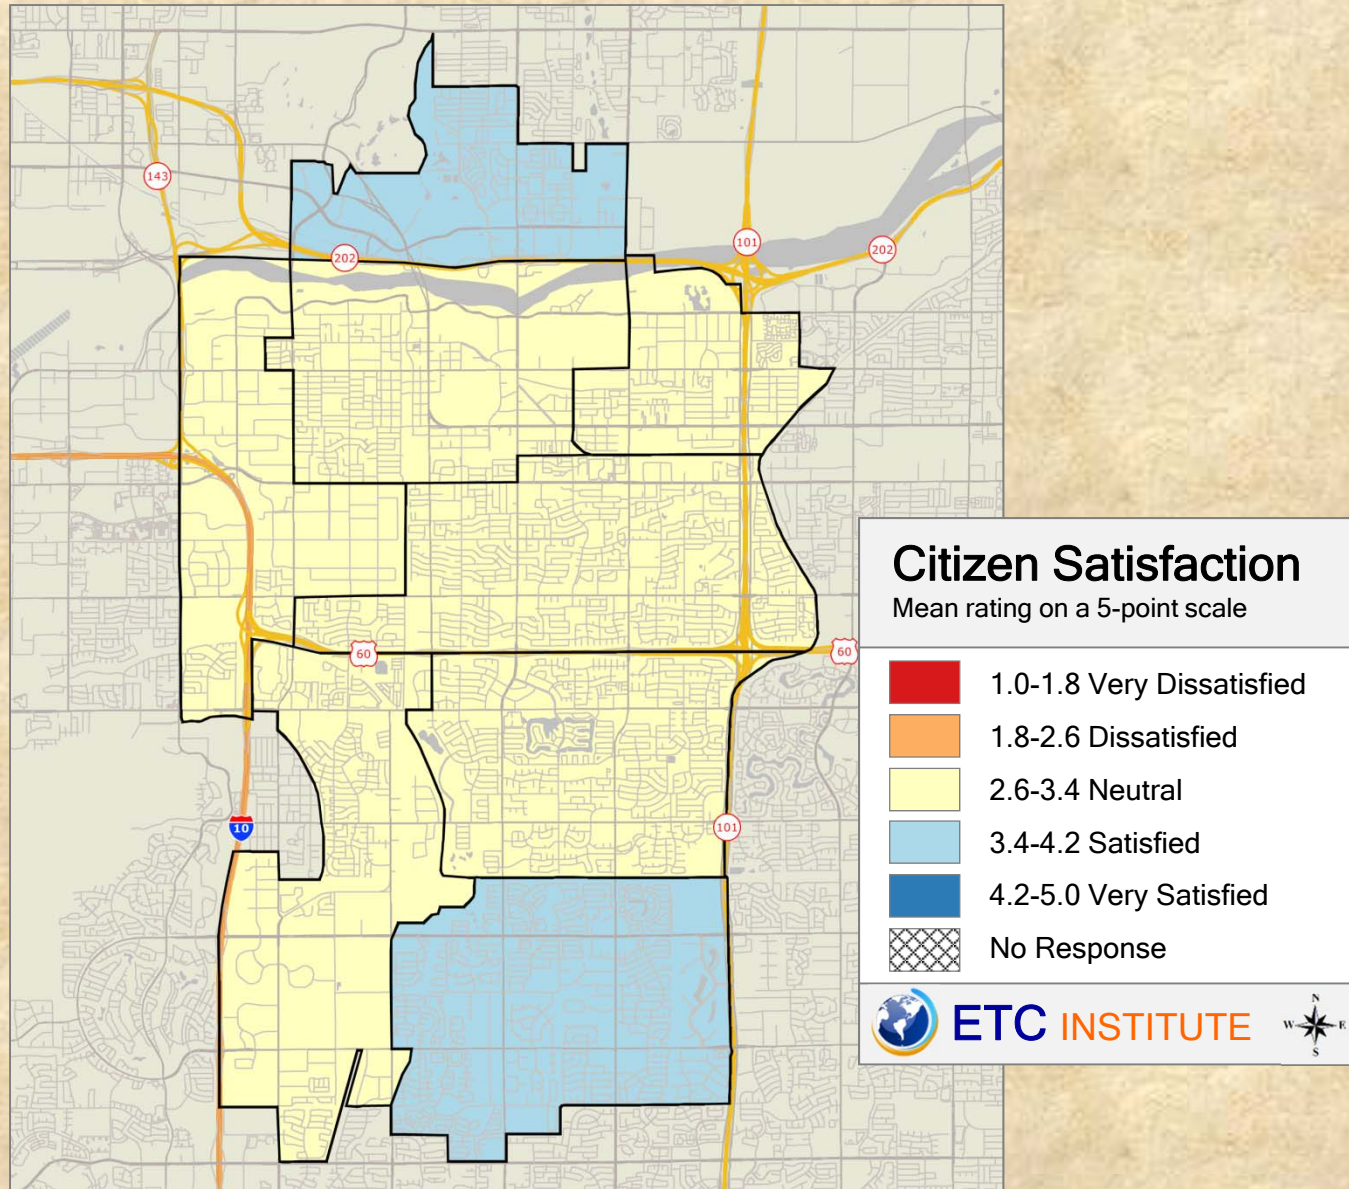 143
202
101
202
60
60
10
101
Citizen Satisfaction
Mean rating on a 5-point scale
1.0-1.8 Very Dissatisfied
1.8-2.6 Dissatisfied
2.6-3.4 Neutral
3.4-4.2 Satisfied
4.2-5.0 Very Satisfied
No Response
ETC INSTITUTE
N
W E
S